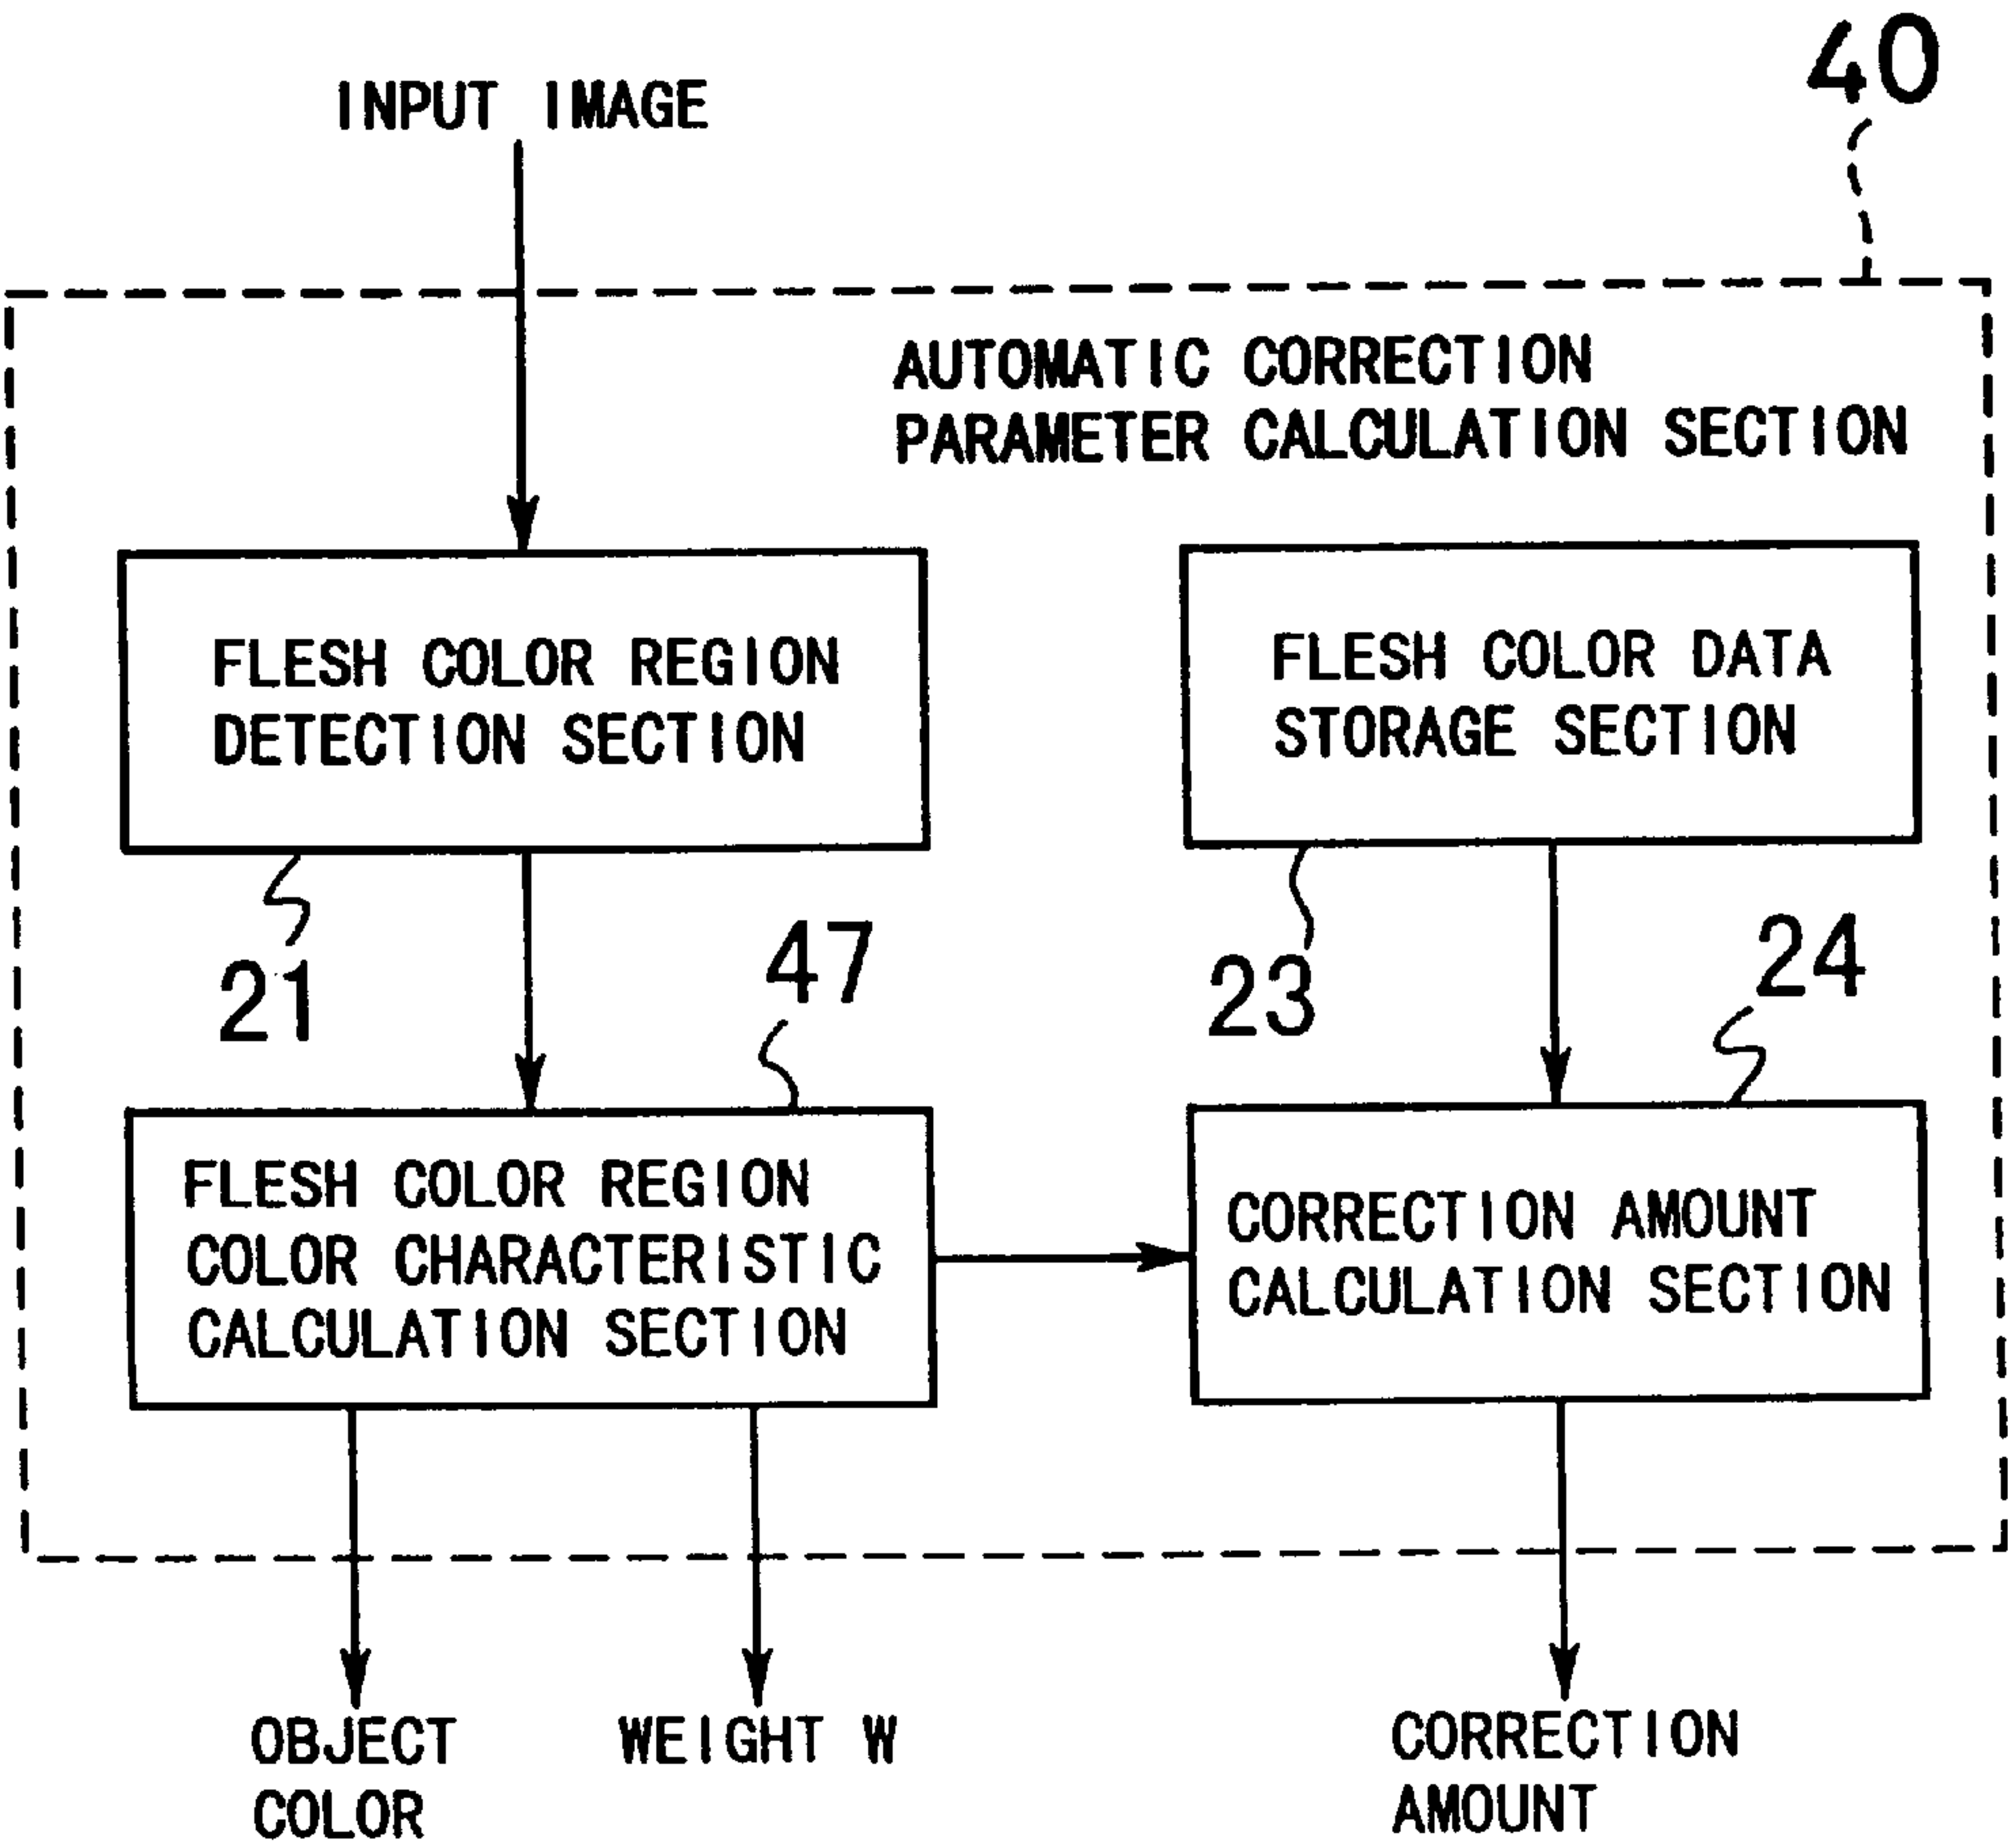 40
INPUT IMAGE
AUTOMATIC CORRECTION
PARAMETER CALCULATION SECTION
FLESH COLOR REGION
DETECTION SECTION
FLESH COLOR DATA
STORAGE SECTION
21
47
23
24
FLESH COLOR REGION
COLOR CHARACTERISTIC
CALCULATION SECTION
CORRECTION AMOUNT
CALCULATION SECTION
OBJECT
COLOR
WEIGHT W
CORRECTION
AMOUNT